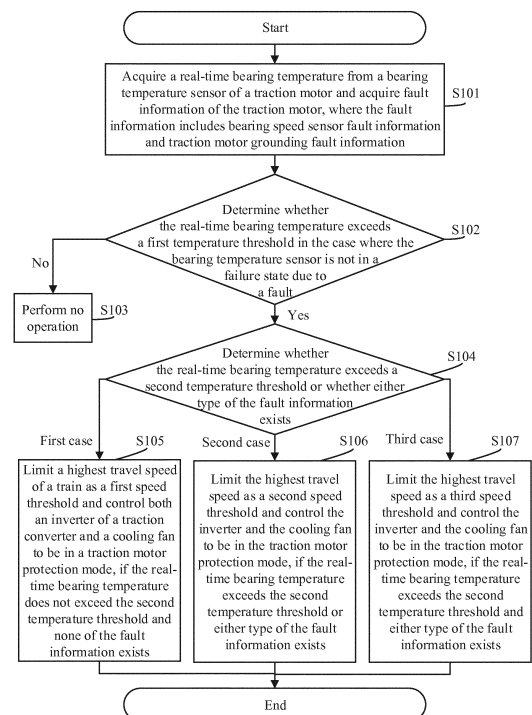 Start
Acquire a real-time bearing temperature from a bearing
temperature sensor of a traction motor and acquire fault
information of the traction motor, where the fault
information includes bearing speed sensor fault information
and traction motor grounding fault information
S101
Determine whether
the real-time bearing temperature exceeds
a first temperature threshold in the case where the
bearing temperature sensor is not in a
failure state due to
a fault
S102
No
Perform no
operation
S103
Yes
Determine whether
the real-time bearing temperature exceeds a
second temperature threshold or whether either
type of the fault information
exists
S104
First case
S105
Limit a highest travel speed
of a train as a first speed
threshold and control both
an inverter of a traction
converter and a cooling fan
to be in a traction motor
protection mode, if the real-
time bearing temperature
does not exceed the second
temperature threshold and
none of the fault
information exists
Second case
S106
Limit the highest travel
speed as a second speed
threshold and control the
inverter and the cooling fan
to be in the traction motor
protection mode, if the real-
time bearing temperature
exceeds the second
temperature threshold or
either type of the fault
information exists
Third case
S107
Limit the highest travel
speed as a third speed
threshold and control the
inverter and the cooling fan
to be in the traction motor
protection mode, if the real-
time bearing temperature
exceeds the second
temperature threshold and
either type of the fault
information exists
End